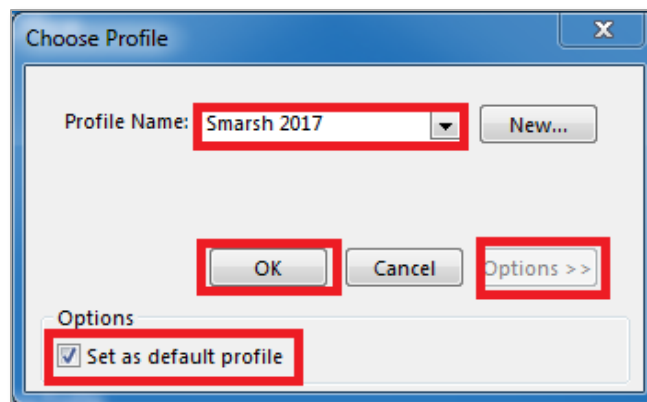 Choose Profile
Profile Name: Smarsh 2017 New...
OK Cancel Options >>
Options
Set as default profile